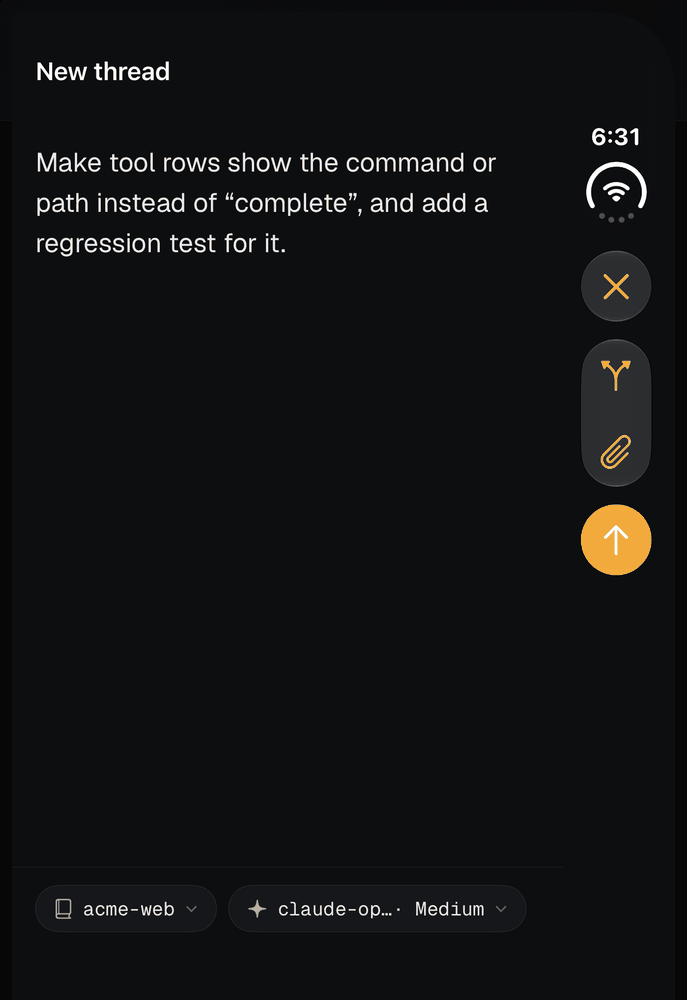 New thread
6:31
Make tool rows show the command or
path instead of “complete”, and add a
regression test for it.
acme-web
claude-op…· Medium